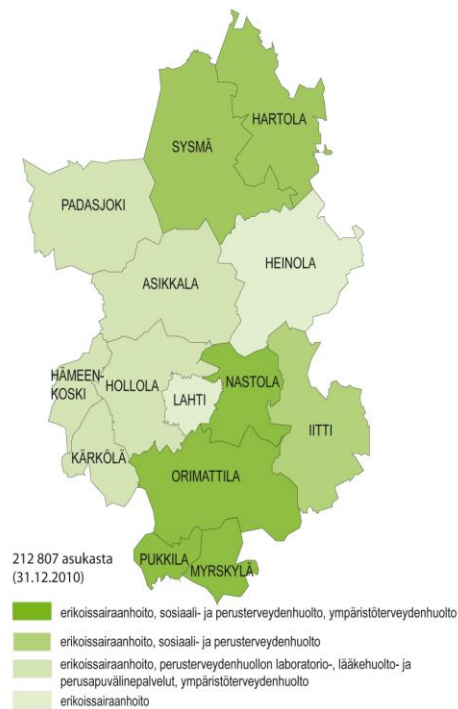 HARTOLA
SYSMÄ
PADASJOKI
HEINOLA
ASIKKALA
HÄMEEN-
KOSKI
HOLLOLA
LAHTI
NASTOLA
IITTI
KÄRKÖLÄ
ORIMATTILA
PUKKILA
MYRSKYLÄ
212 807 asukasta
(31.12.2010)
erikoissairaanhoito, sosiaali- ja perusterveydenhuolto, ympäristöterveydenhuolto
erikoissairaanhoito, sosiaali- ja perusterveydenhuolto
erikoissairaanhoito, perusterveydenhuollon laboratorio-, lääkehuolto- ja
perusapuvälinepalvelut, ympäristöterveydenhuolto
erikoissairaanhoito